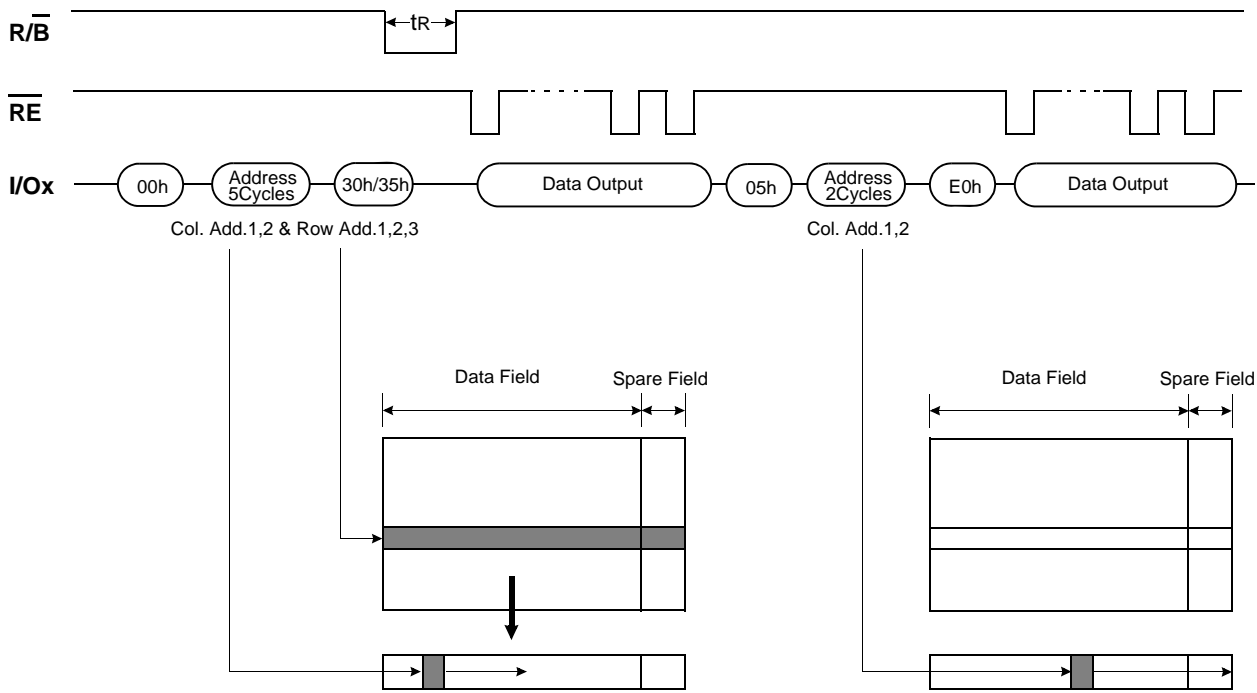 R/B
tR
RE
I/Ox
00h
Address
5Cycles
30h/35h
Data Output
05h
Address
2Cycles
E0h
Data Output
Col. Add.1,2 & Row Add.1,2,3
Col. Add.1,2
Data Field
Spare Field
Data Field
Spare Field